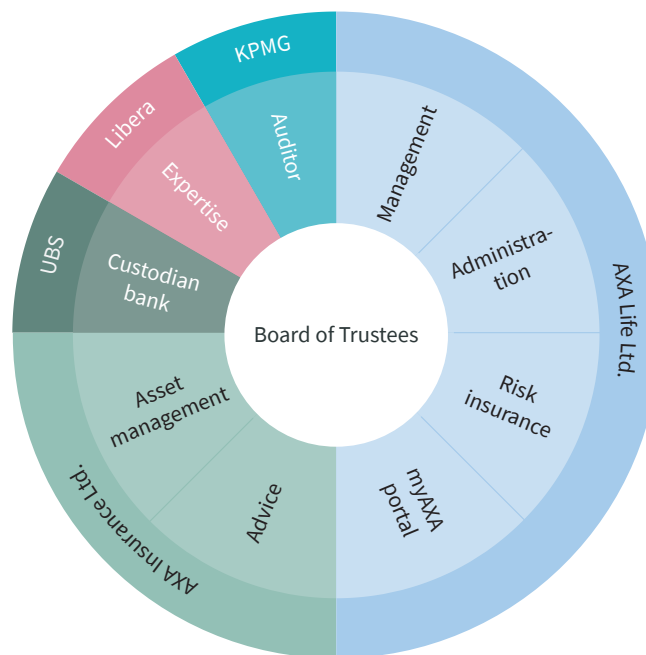 KPMG
Libera
UBS
Auditor
Expertise
Custodian
bank
Management
Administra-
tion
AXA Life Ltd.
Board of Trustees
Risk
insurance
Asset
management
myAXA
portal
Advice
AXA Insurance Ltd.